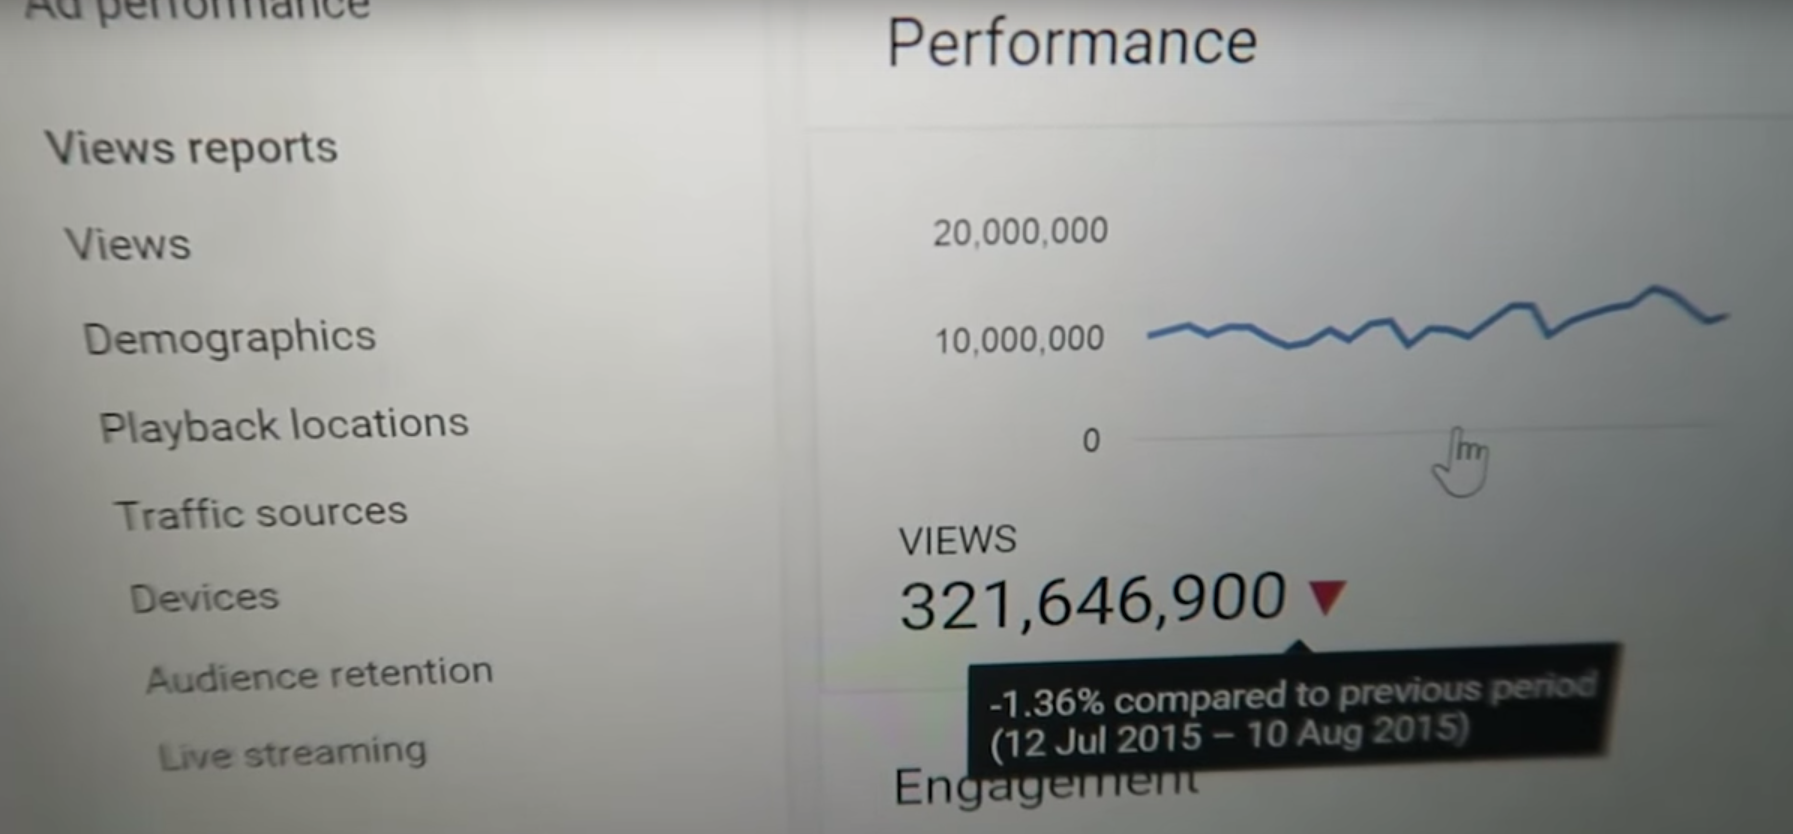 Ad performance
Views reports
Views
Demographics
Playback locations
Traffic sources
Devices
Audience retention
Live streaming
Performance
20,000,000
10,000,000
0
VIEWS
321,646,900
-1.36% compared to previous period
(12 Jul 2015 – 10 Aug 2015)
Engagement